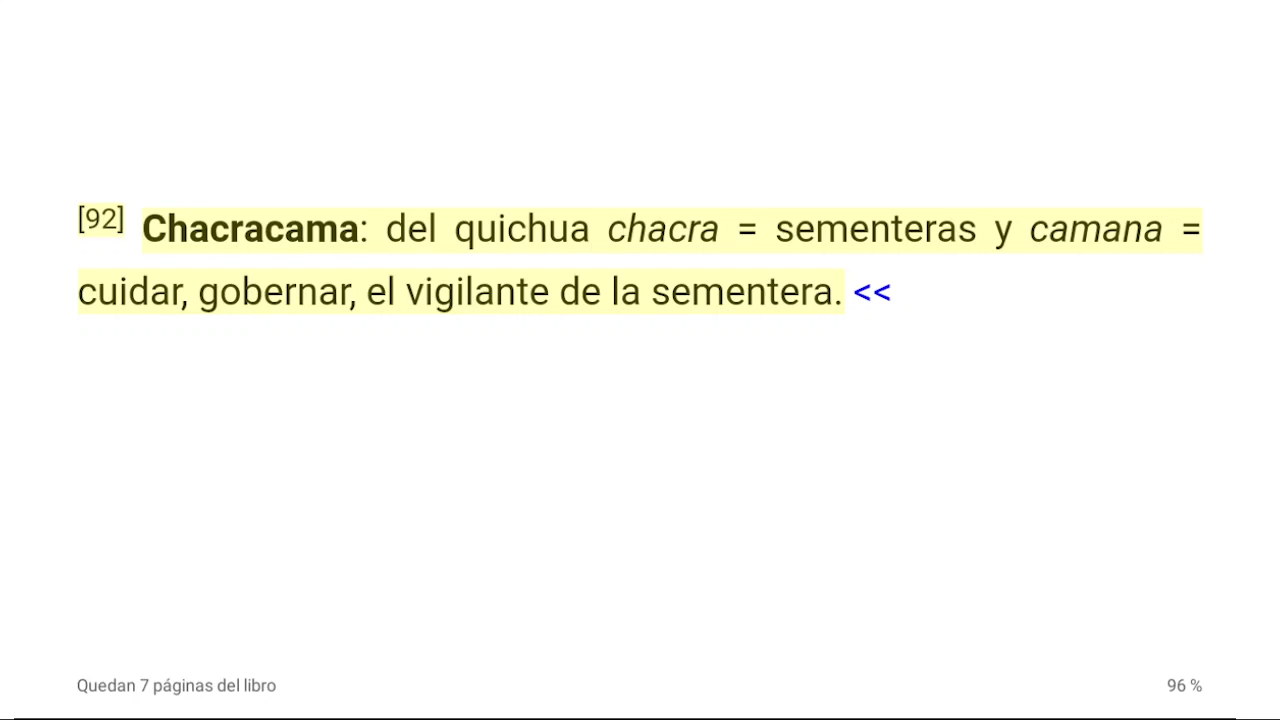 [92] Chacracama: del quichua chacra = sementeras y camana =
cuidar, gobernar, el vigilante de la sementera. <<
Quedan 7 páginas del libro
96 %